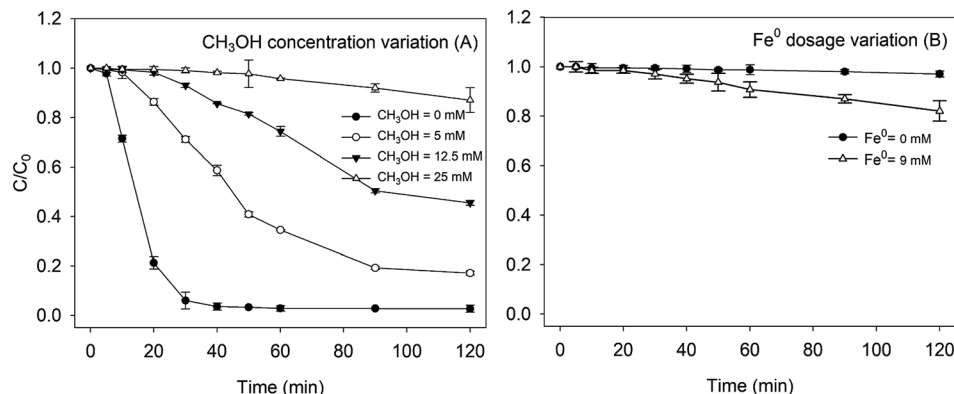 CH₃OH concentration variation (A)
C/C₀
1.2
1.0
0.8
0.6
0.4
0.2
0.0
CH₃OH = 0 mM
CH₃OH = 5 mM
CH₃OH = 12.5 mM
CH₃OH = 25 mM
0 20 40 60 80 100 120
Time (min)
Fe⁰ dosage variation (B)
1.2
1.0
0.8
0.6
0.4
0.2
0.0
Fe⁰= 0 mM
Fe⁰= 9 mM
0 20 40 60 80 100 120
Time (min)